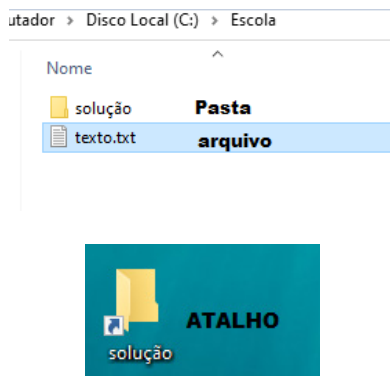 utador > Disco Local (C:) > Escola
Nome
solução Pasta
texto.txt arquivo
ATALHO
solução